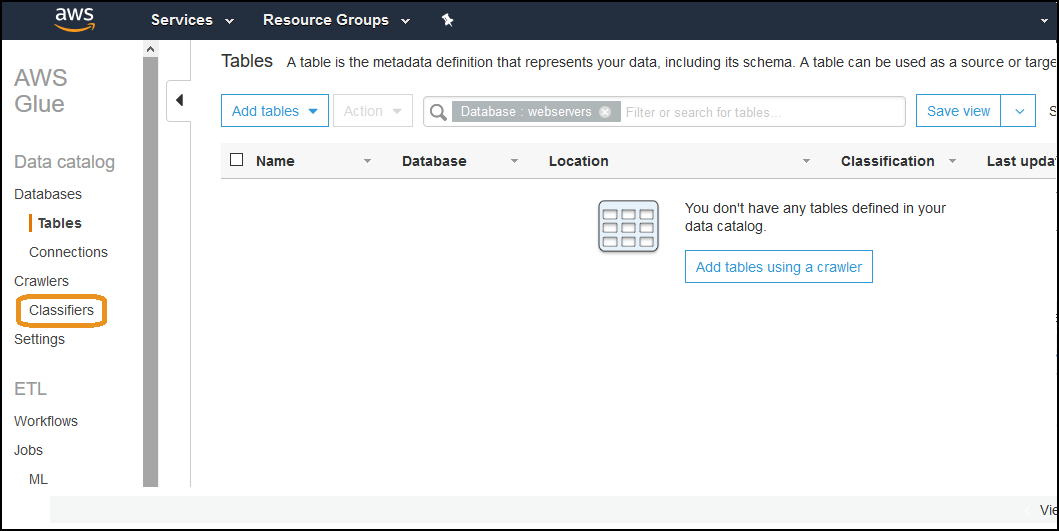 aws Services Resource Groups
AWS
Glue
Data catalog
Databases
Tables
Connections
Crawlers
Classifiers
Settings
ETL
Workflows
Jobs
ML
Tables A table is the metadata definition that represents your data, including its schema. A table can be used as a source or targe
Add tables Action Database : webservers Filter or search for tables... Save view S
Name Database Location Classification Last upda
You don't have any tables defined in your
data catalog.
Add tables using a crawler
Vie